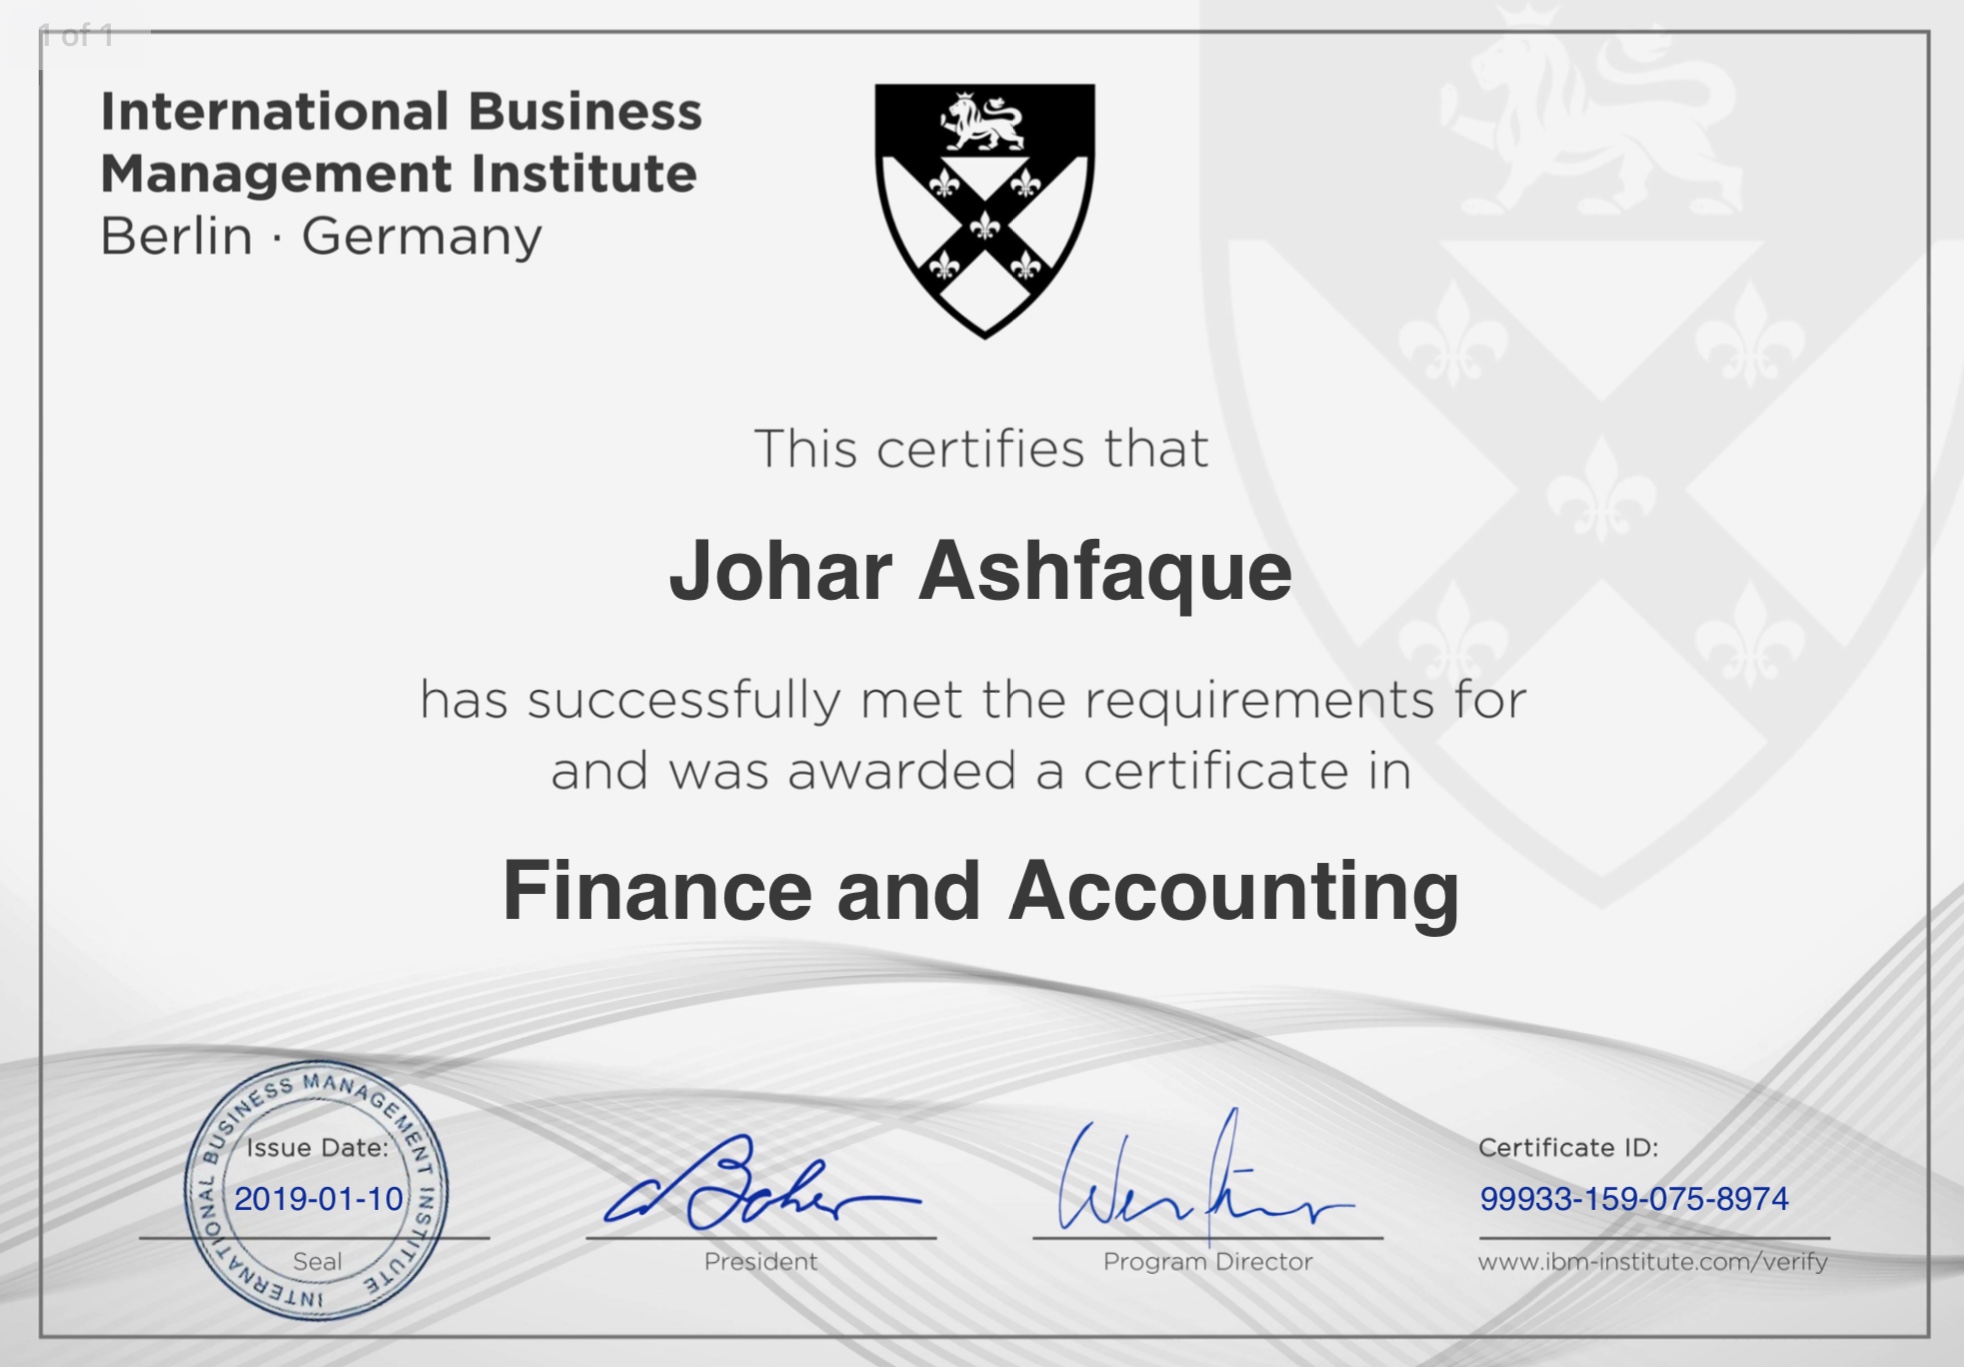 1 of 1
International Business
Management Institute
Berlin · Germany
This certifies that
Johar Ashfaque
has successfully met the requirements for
and was awarded a certificate in
Finance and Accounting
INTERNATIONAL BUSINESS MANAGEMENT INSTITUTE
Issue Date:
2019-01-10
Seal
President
Program Director
Certificate ID:
99933-159-075-8974
www.ibm-institute.com/verify